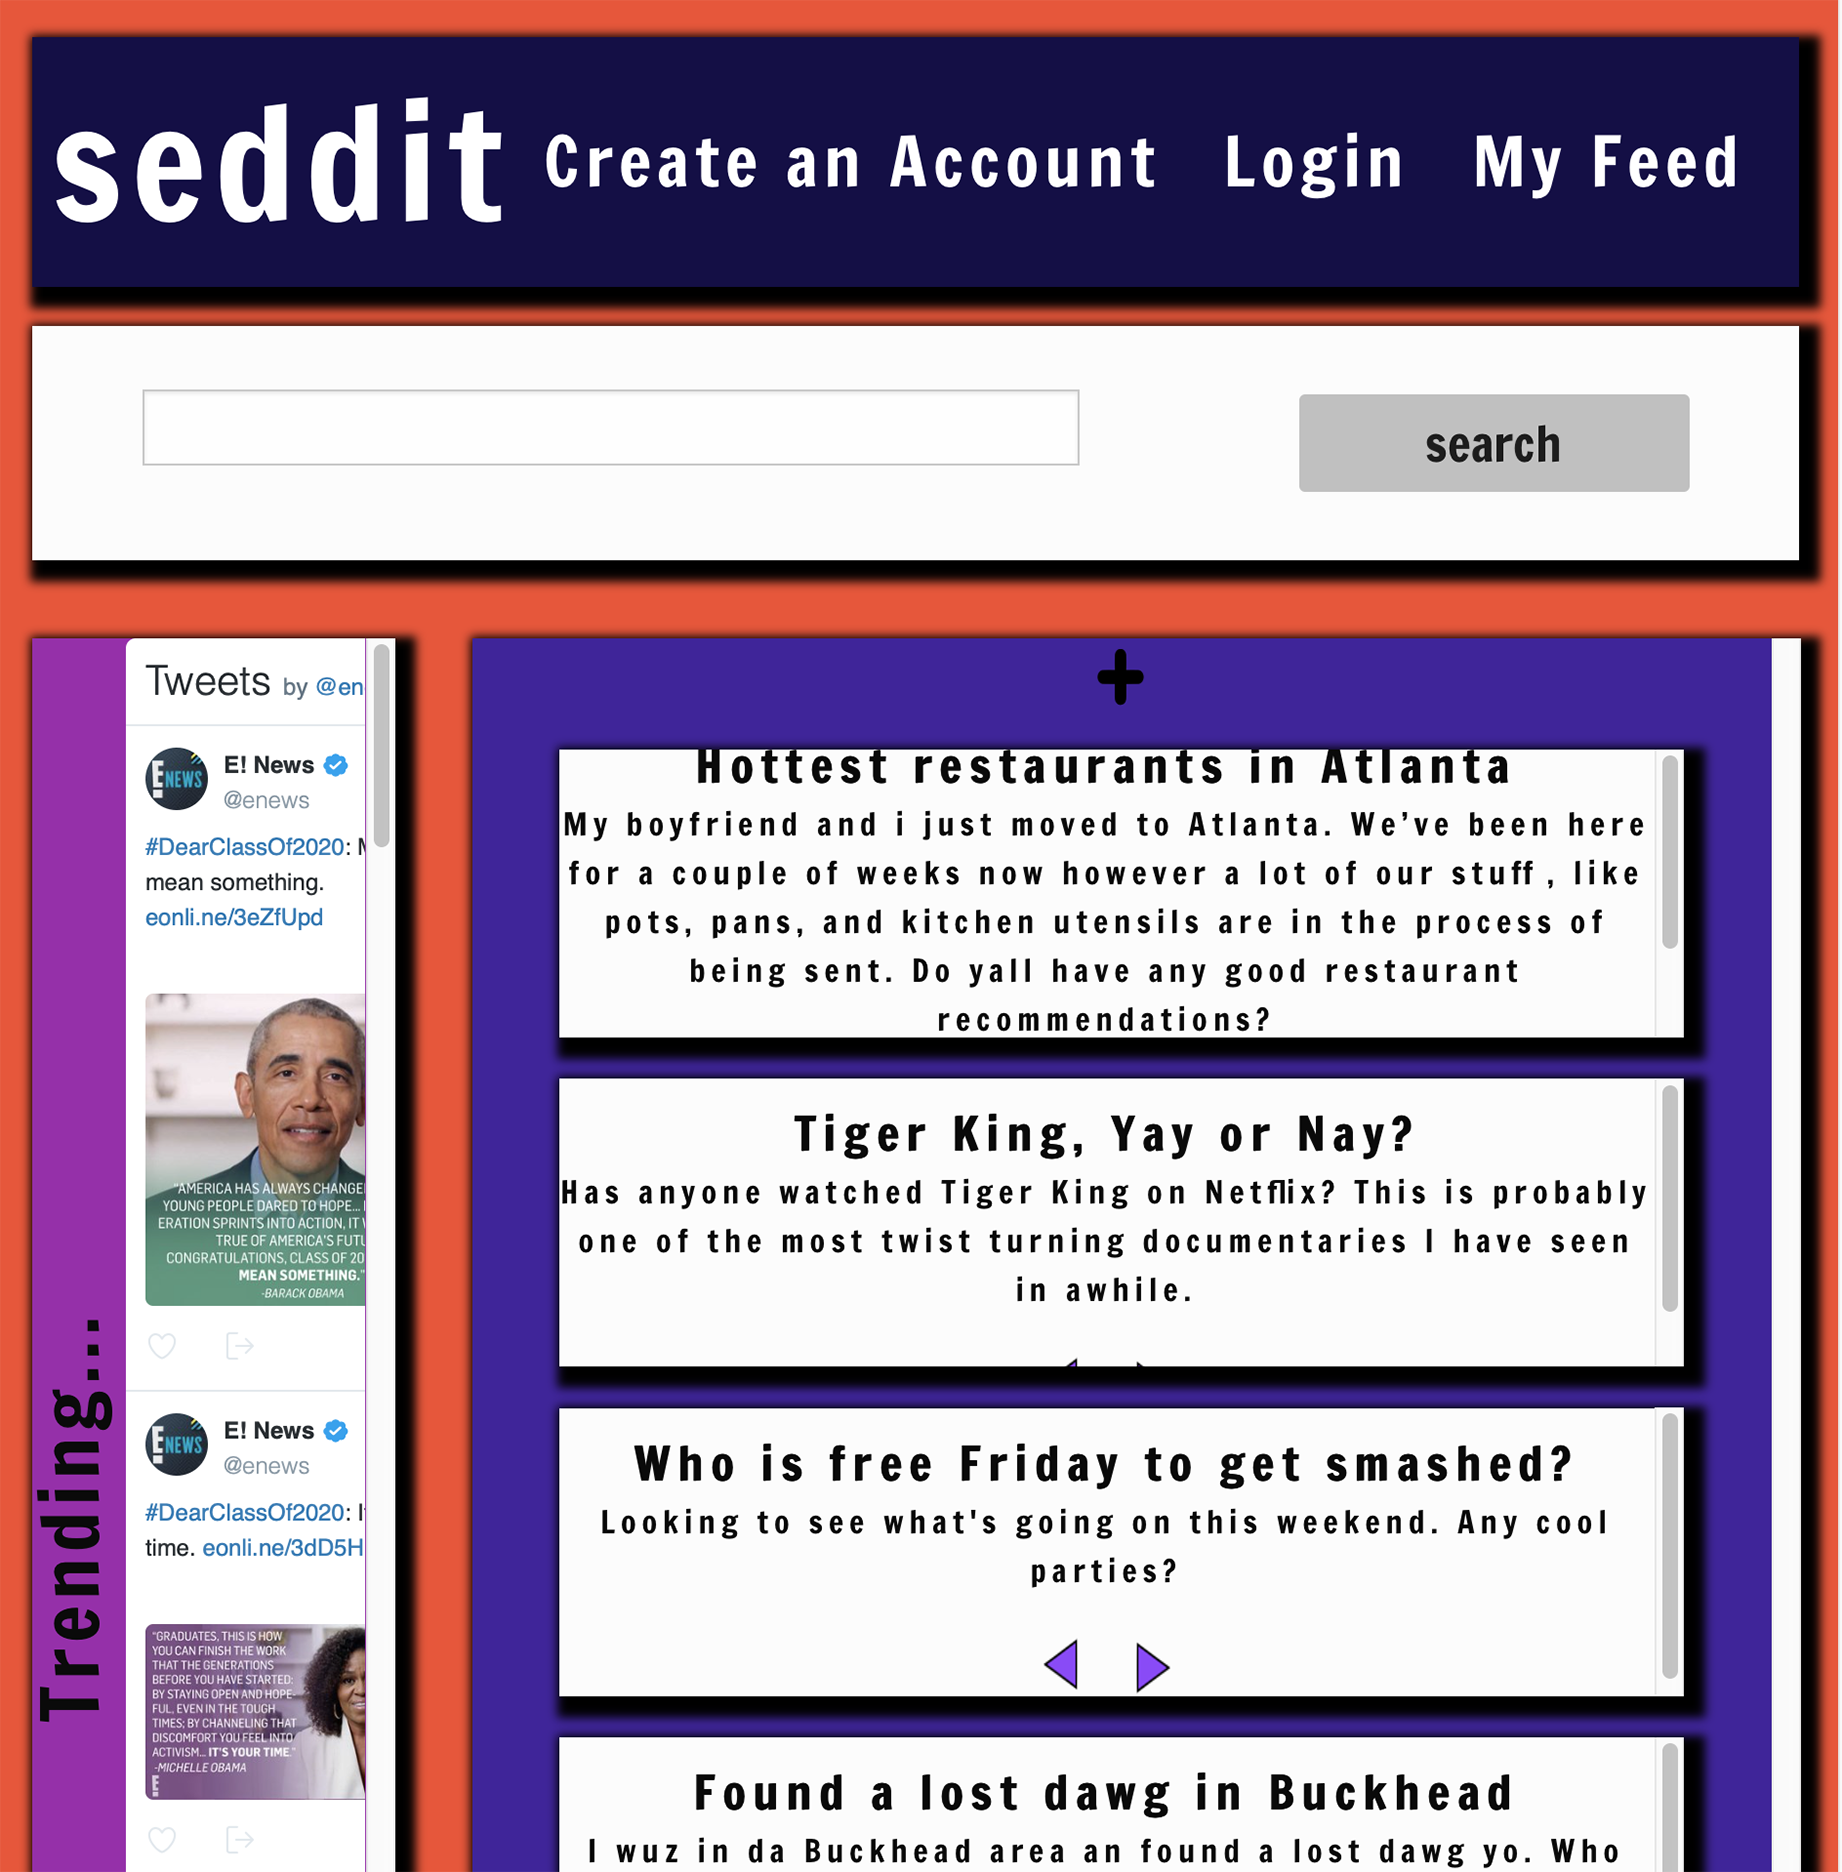 seddit Create an Account Login My Feed
search
Trending...
Tweets by @en
E! News
@enews
#DearClassOf2020: M
mean something.
eonli.ne/3eZfUpd
"AMERICA HAS ALWAYS CHANGE
YOUNG PEOPLE DARED TO HOPE...
ERATION SPRINTS INTO ACTION, IT
TRUE OF AMERICA'S FUTU
CONGRATULATIONS, CLASS OF 20
MEAN SOMETHING."
-BARACK OBAMA
E! News
@enews
#DearClassOf2020: I
time. eonli.ne/3dD5H
"GRADUATES, THIS IS HOW
YOU CAN FINISH THE WORK
THAT THE GENERATIONS
BEFORE YOU HAVE STARTED:
BY STAYING OPEN AND HOPE-
FUL, EVEN IN THE TOUGH
TIMES; BY CHANNELING THAT
DISCOMFORT YOU FEEL INTO
ACTIVISM... IT'S YOUR TIME."
-MICHELLE OBAMA
E!
+
Hottest restaurants in Atlanta
My boyfriend and i just moved to Atlanta. We’ve been here
for a couple of weeks now however a lot of our stuff , like
pots, pans, and kitchen utensils are in the process of
being sent. Do yall have any good restaurant
recommendations?
Tiger King, Yay or Nay?
Has anyone watched Tiger King on Netflix? This is probably
one of the most twist turning documentaries I have seen
in awhile.
Who is free Friday to get smashed?
Looking to see what's going on this weekend. Any cool
parties?
Found a lost dawg in Buckhead
I wuz in da Buckhead area an found a lost dawg yo. Who